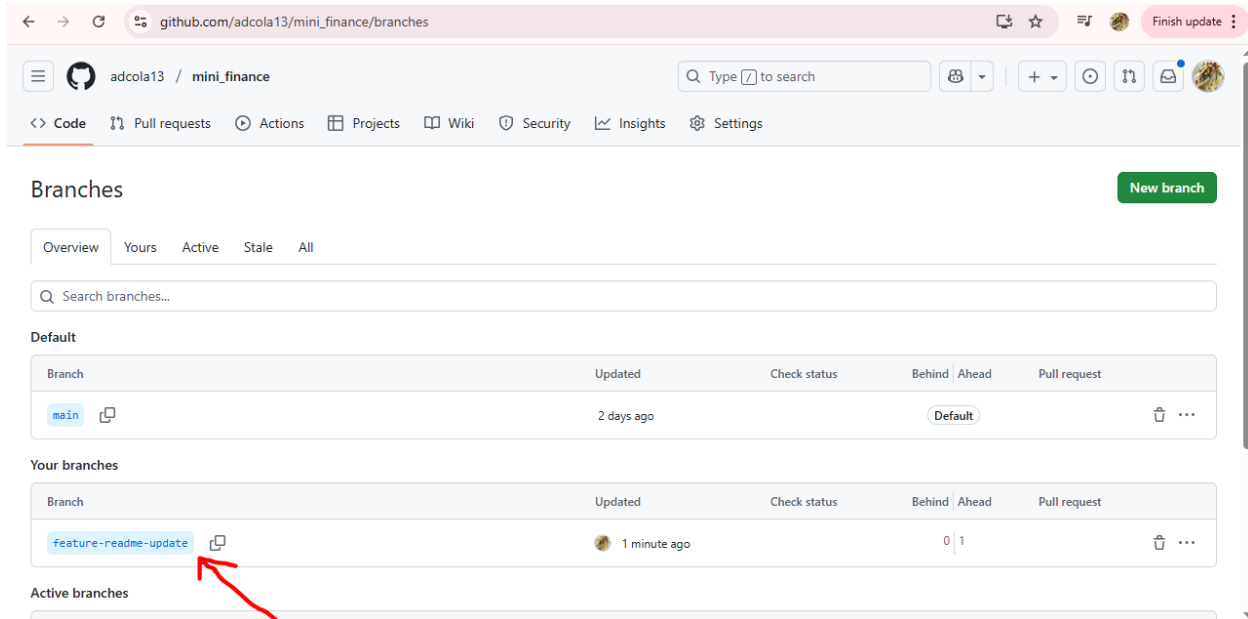 github.com/adcola13/mini_finance/branches
Finish update
adcola13 / mini_finance
Type / to search
Code Pull requests Actions Projects Wiki Security Insights Settings
Branches
New branch
Overview Yours Active Stale All
Search branches...
Default
Branch Updated Check status Behind Ahead Pull request
main 2 days ago Default
Your branches
Branch Updated Check status Behind Ahead Pull request
feature-readme-update 1 minute ago 0 1
Active branches